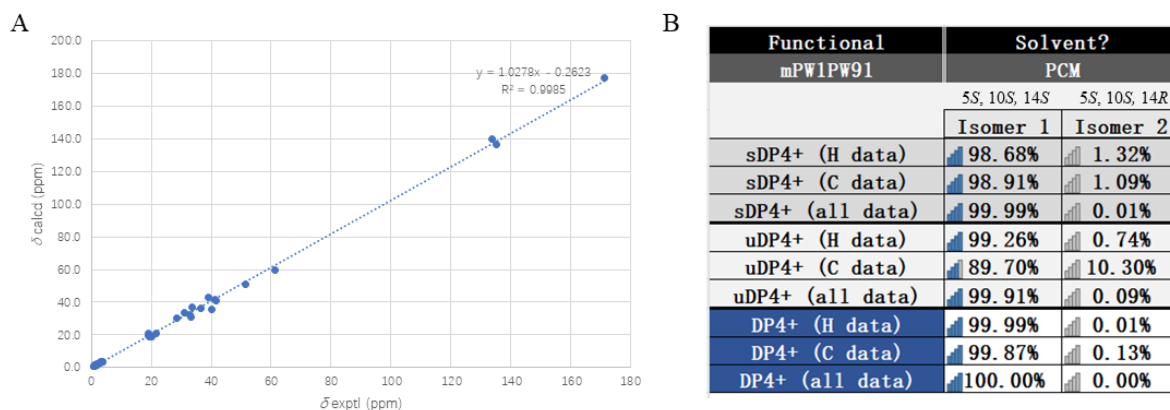 A
200.0
180.0
160.0
140.0
120.0
100.0
80.0
60.0
40.0
20.0
0.0
δ calcd (ppm)
y = 1.0278x - 0.2623
R² = 0.9985
0 20 40 60 80 100 120 140 160 180
δ exptl (ppm)
B
Functional Solvent?
mPW1PW91 PCM
5S, 10S, 14S 5S, 10S, 14R
Isomer 1 Isomer 2
sDP4+ (H data) 98.68% 1.32%
sDP4+ (C data) 98.91% 1.09%
sDP4+ (all data) 99.99% 0.01%
uDP4+ (H data) 99.26% 0.74%
uDP4+ (C data) 89.70% 10.30%
uDP4+ (all data) 99.91% 0.09%
DP4+ (H data) 99.99% 0.01%
DP4+ (C data) 99.87% 0.13%
DP4+ (all data) 100.00% 0.00%